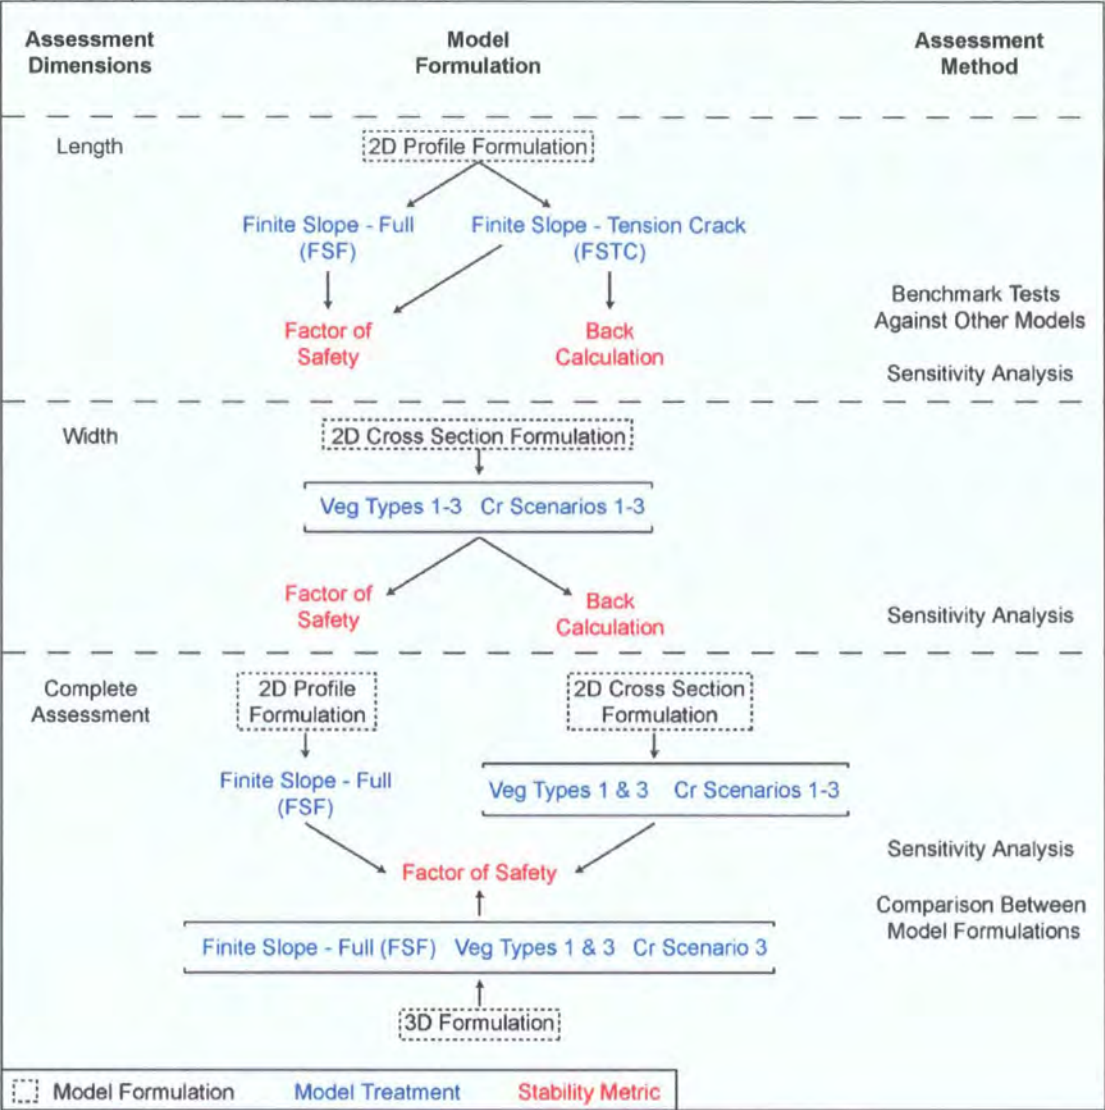 Assessment
Dimensions
Model
Formulation
Assessment
Method
Length
2D Profile Formulation
Finite Slope - Full
(FSF)
Finite Slope - Tension Crack
(FSTC)
Factor of
Safety
Back
Calculation
Benchmark Tests
Against Other Models
Sensitivity Analysis
Width
2D Cross Section Formulation
Veg Types 1-3 Cr Scenarios 1-3
Factor of
Safety
Back
Calculation
Sensitivity Analysis
Complete
Assessment
2D Profile
Formulation
2D Cross Section
Formulation
Finite Slope - Full
(FSF)
Veg Types 1 & 3 Cr Scenarios 1-3
Factor of Safety
Finite Slope - Full (FSF) Veg Types 1 & 3 Cr Scenario 3
3D Formulation
Sensitivity Analysis
Comparison Between
Model Formulations
Model Formulation Model Treatment Stability Metric